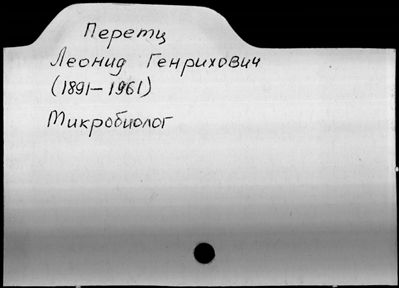 Перетц
Леонид Генрихович
(1891-1961)
Микробиолог